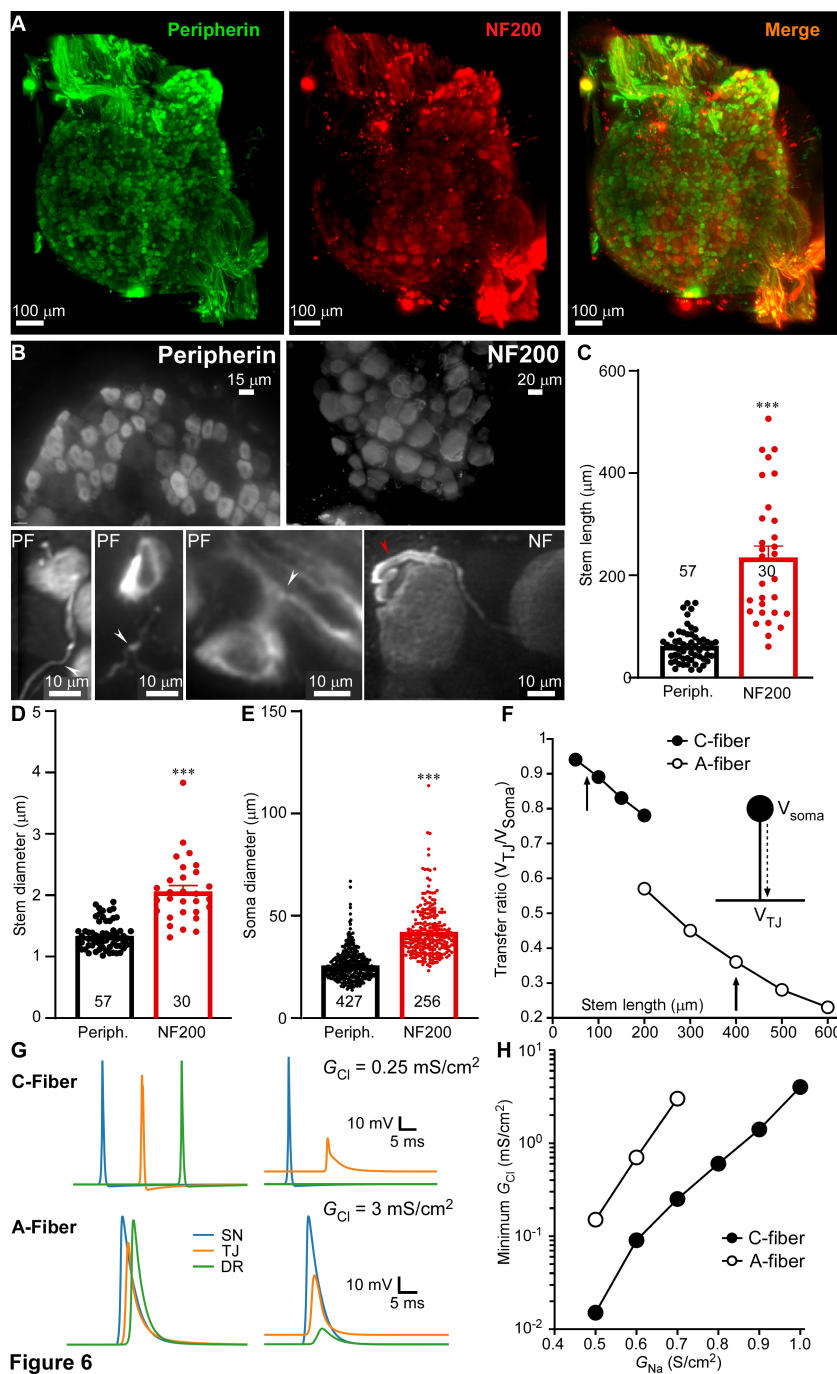 A
Peripherin
NF200
Merge
100 μm
100 μm
100 μm
B
Peripherin
15 μm
NF200
20 μm
PF
PF
PF
NF
10 μm
10 μm
10 μm
10 μm
C
Stem length (μm)
600
400
200
0
***
57
30
Periph.
NF200
D
Stem diameter (μm)
5
4
3
2
1
0
***
57
30
Periph.
NF200
E
Soma diameter (μm)
150
100
50
0
***
427
256
Periph.
NF200
F
C-fiber
A-fiber
Transfer ratio (VTJ/VSoma)
1
0.9
0.8
0.7
0.6
0.5
0.4
0.3
0.2
Vsoma
VTJ
Stem length (μm)
0 100 200 300 400 500 600
G
C-Fiber
GCl = 0.25 mS/cm²
10 mV
5 ms
A-Fiber
GCl = 3 mS/cm²
SN
TJ
DR
10 mV
5 ms
H
Minimum GCl (mS/cm²)
10¹
10⁰
10⁻¹
10⁻²
C-fiber
A-fiber
0.4 0.5 0.6 0.7 0.8 0.9 1.0
GNa (S/cm²)
Figure 6